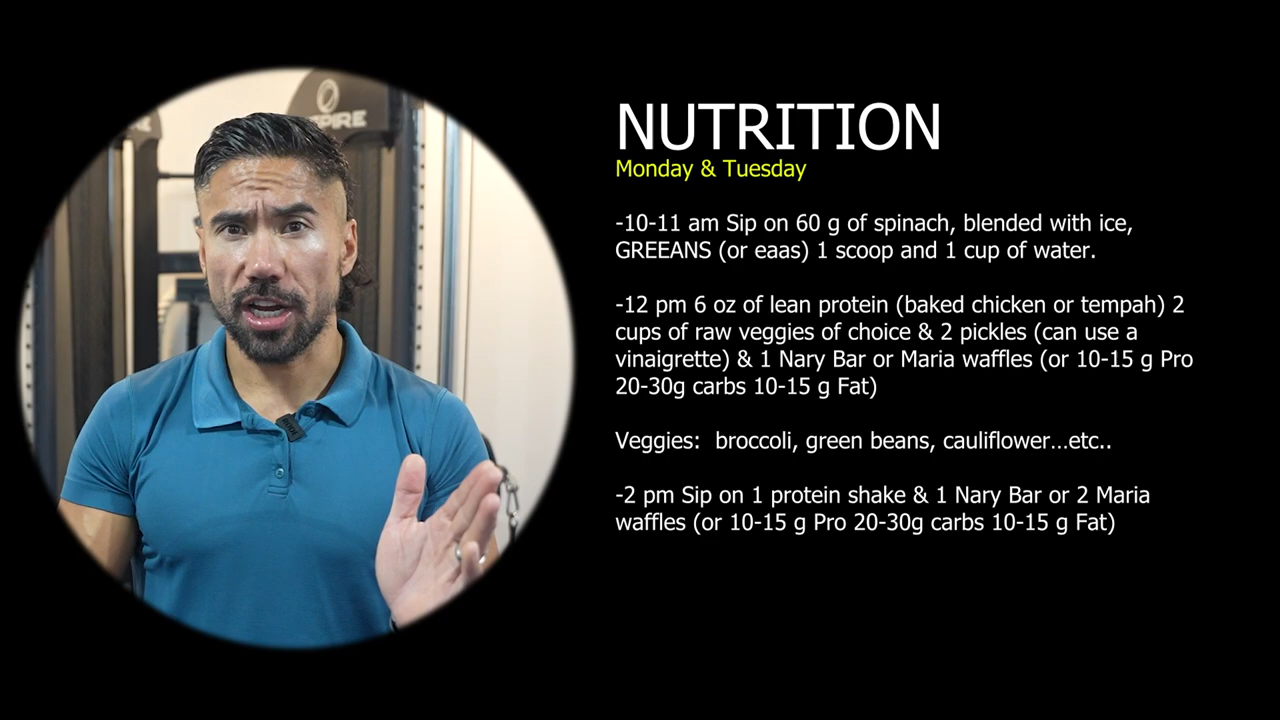 NUTRITION
Monday & Tuesday
-10-11 am Sip on 60 g of spinach, blended with ice,
GREEANS (or eaas) 1 scoop and 1 cup of water.
-12 pm 6 oz of lean protein (baked chicken or tempah) 2
cups of raw veggies of choice & 2 pickles (can use a
vinaigrette) & 1 Nary Bar or Maria waffles (or 10-15 g Pro
20-30g carbs 10-15 g Fat)
Veggies:  broccoli, green beans, cauliflower...etc..
-2 pm Sip on 1 protein shake & 1 Nary Bar or 2 Maria
waffles (or 10-15 g Pro 20-30g carbs 10-15 g Fat)